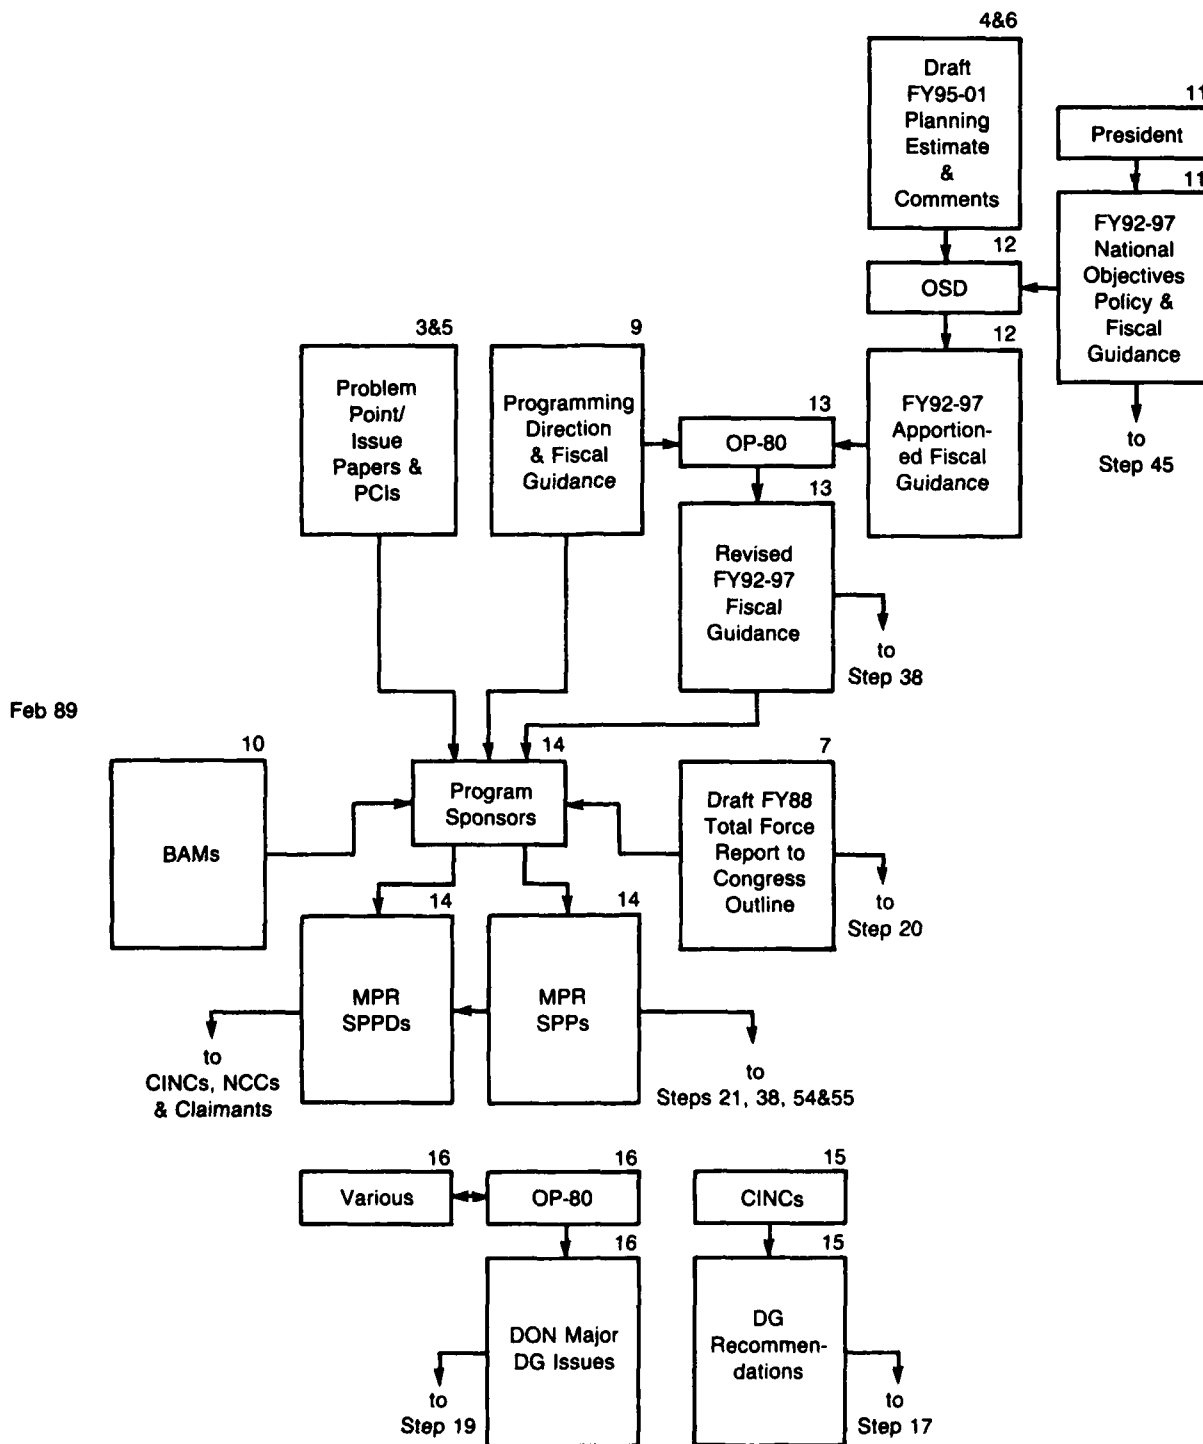 4&6
Draft
FY95-01
Planning
Estimate
&
Comments
11
President
11
FY92-97
National
Objectives
Policy &
Fiscal
Guidance
to
Step 45
12
OSD
12
FY92-97
Apportion-
ed Fiscal
Guidance
3&5
Problem
Point/
Issue
Papers &
PCIs
9
Programming
Direction
& Fiscal
Guidance
13
OP-80
13
Revised
FY92-97
Fiscal
Guidance
to
Step 38
Feb 89
10
BAMs
14
Program
Sponsors
7
Draft FY88
Total Force
Report to
Congress
Outline
to
Step 20
14
MPR
SPPDs
14
MPR
SPPs
to
CINCs, NCCs
& Claimants
to
Steps 21, 38, 54&55
16
Various
16
OP-80
15
CINCs
16
DON Major
DG Issues
15
DG
Recommen-
dations
to
Step 19
to
Step 17